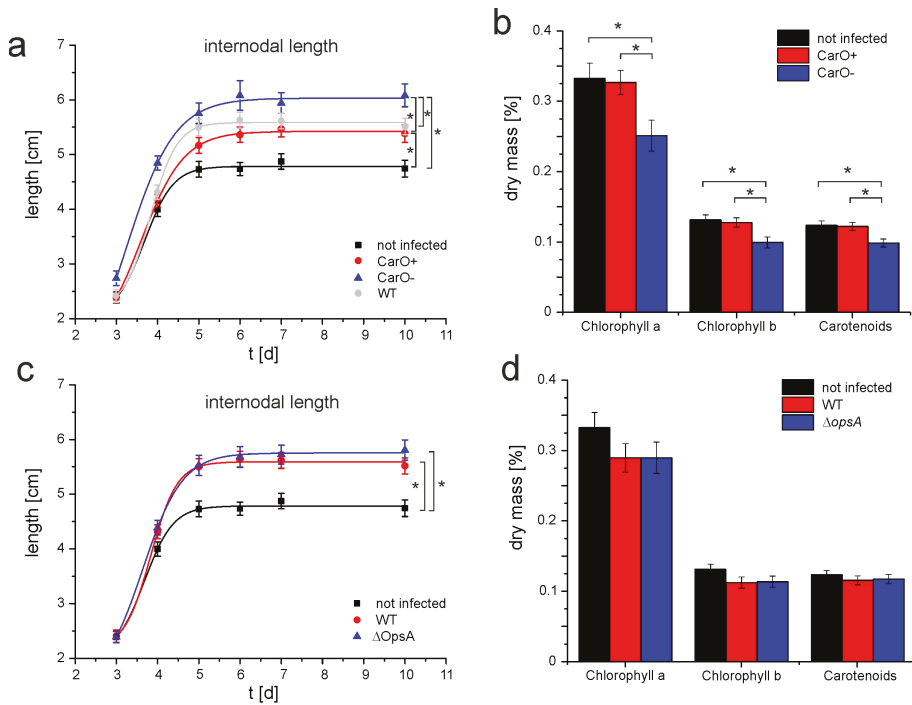 a
internodal length
length [cm]
7
6
5
4
3
2
2 3 4 5 6 7 8 9 10 11
t [d]
not infected
CarO+
CarO-
WT
* * * *
b
dry mass [%]
0.4
0.3
0.2
0.1
0
not infected
CarO+
CarO-
* *
* *
* *
Chlorophyll a Chlorophyll b Carotenoids
c
internodal length
length [cm]
7
6
5
4
3
2
2 3 4 5 6 7 8 9 10 11
t [d]
not infected
WT
ΔOpsA
* *
d
dry mass [%]
0.4
0.3
0.2
0.1
0
not infected
WT
ΔopsA
Chlorophyll a Chlorophyll b Carotenoids